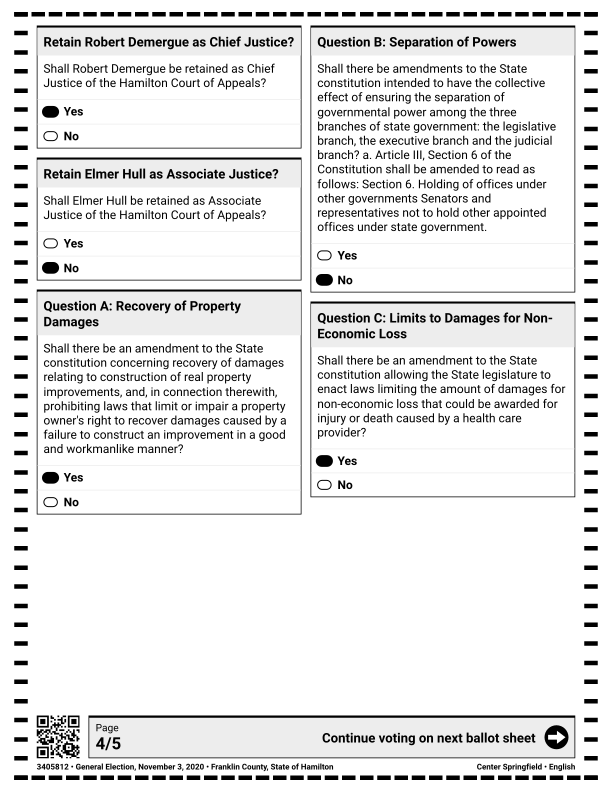 Retain Robert Demergue as Chief Justice?
Shall Robert Demergue be retained as Chief
Justice of the Hamilton Court of Appeals?
Yes
No
Retain Elmer Hull as Associate Justice?
Shall Elmer Hull be retained as Associate
Justice of the Hamilton Court of Appeals?
Yes
No
Question A: Recovery of Property
Damages
Shall there be an amendment to the State
constitution concerning recovery of damages
relating to construction of real property
improvements, and, in connection therewith,
prohibiting laws that limit or impair a property
owner's right to recover damages caused by a
failure to construct an improvement in a good
and workmanlike manner?
Yes
No
Question B: Separation of Powers
Shall there be amendments to the State
constitution intended to have the collective
effect of ensuring the separation of
governmental power among the three
branches of state government: the legislative
branch, the executive branch and the judicial
branch? a. Article III, Section 6 of the
Constitution shall be amended to read as
follows: Section 6. Holding of offices under
other governments Senators and
representatives not to hold other appointed
offices under state government.
Yes
No
Question C: Limits to Damages for Non-
Economic Loss
Shall there be an amendment to the State
constitution allowing the State legislature to
enact laws limiting the amount of damages for
non-economic loss that could be awarded for
injury or death caused by a health care
provider?
Yes
No
Page
4/5
Continue voting on next ballot sheet
3405812 • General Election, November 3, 2020 • Franklin County, State of Hamilton
Center Springfield • English